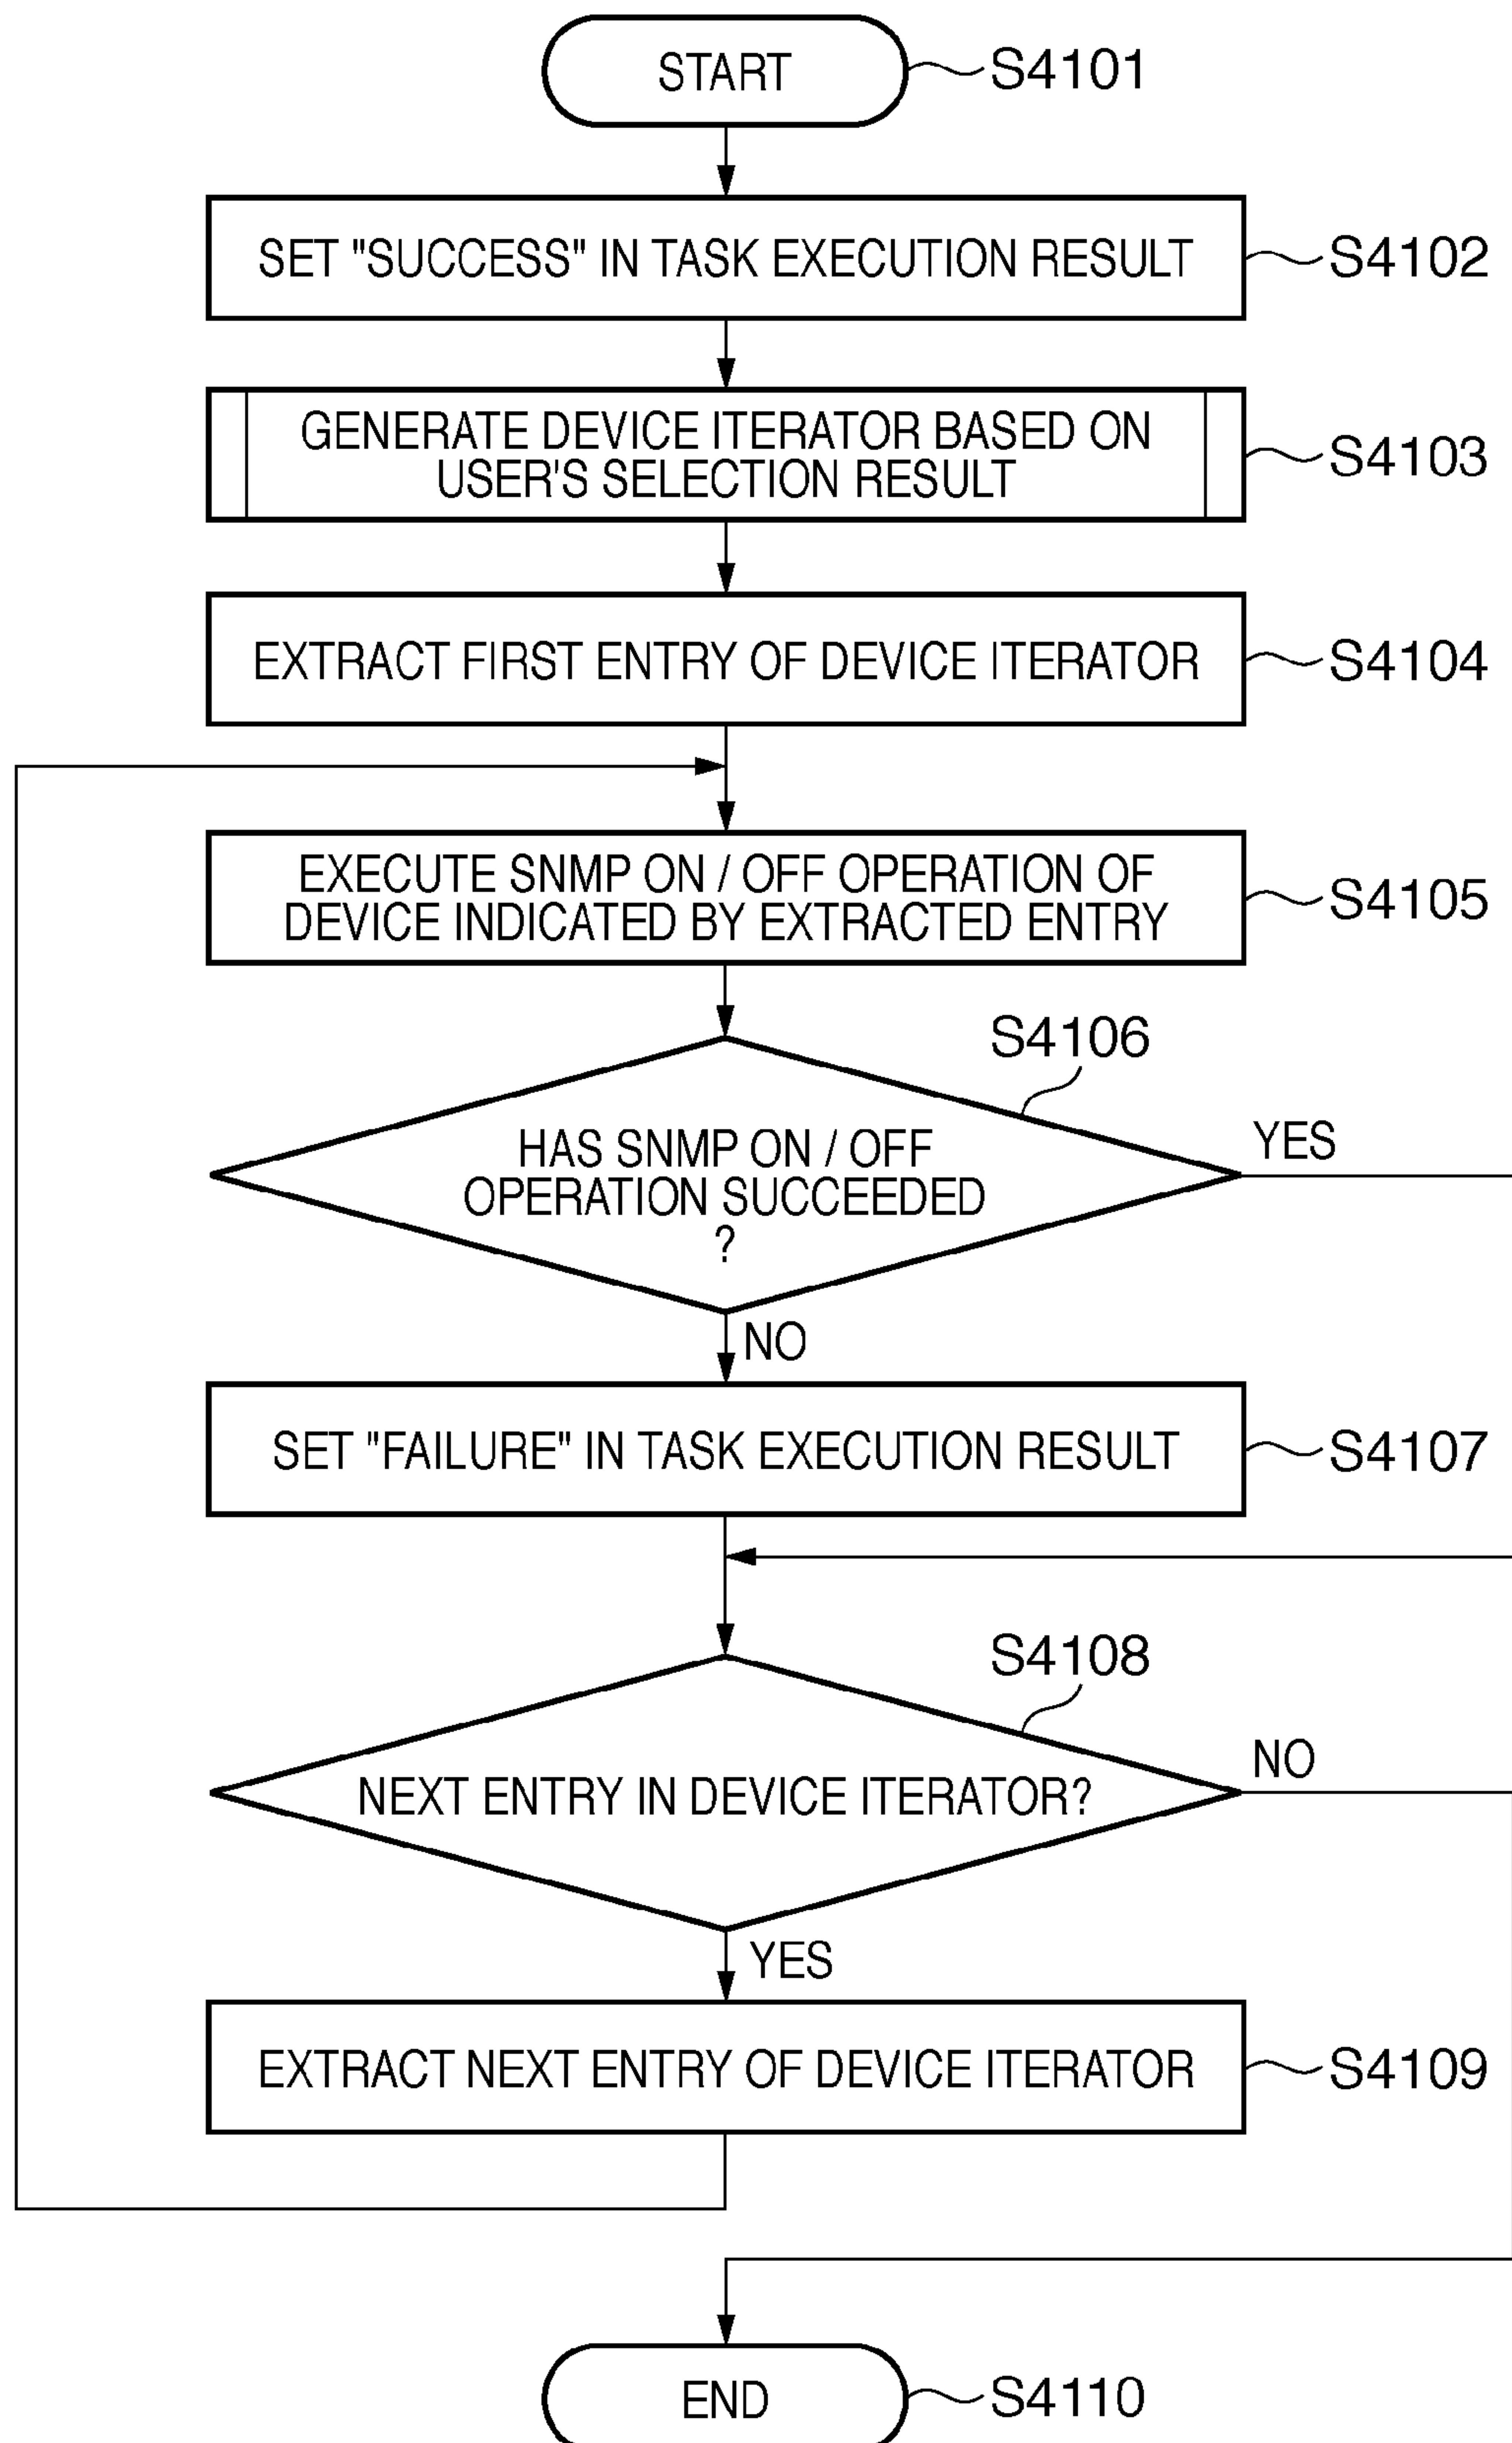 START
S4101
SET "SUCCESS" IN TASK EXECUTION RESULT
S4102
GENERATE DEVICE ITERATOR BASED ON
USER'S SELECTION RESULT
S4103
EXTRACT FIRST ENTRY OF DEVICE ITERATOR
S4104
EXECUTE SNMP ON / OFF OPERATION OF
DEVICE INDICATED BY EXTRACTED ENTRY
S4105
S4106
HAS SNMP ON / OFF
OPERATION SUCCEEDED
?
YES
NO
SET "FAILURE" IN TASK EXECUTION RESULT
S4107
S4108
NEXT ENTRY IN DEVICE ITERATOR?
NO
YES
EXTRACT NEXT ENTRY OF DEVICE ITERATOR
S4109
END
S4110